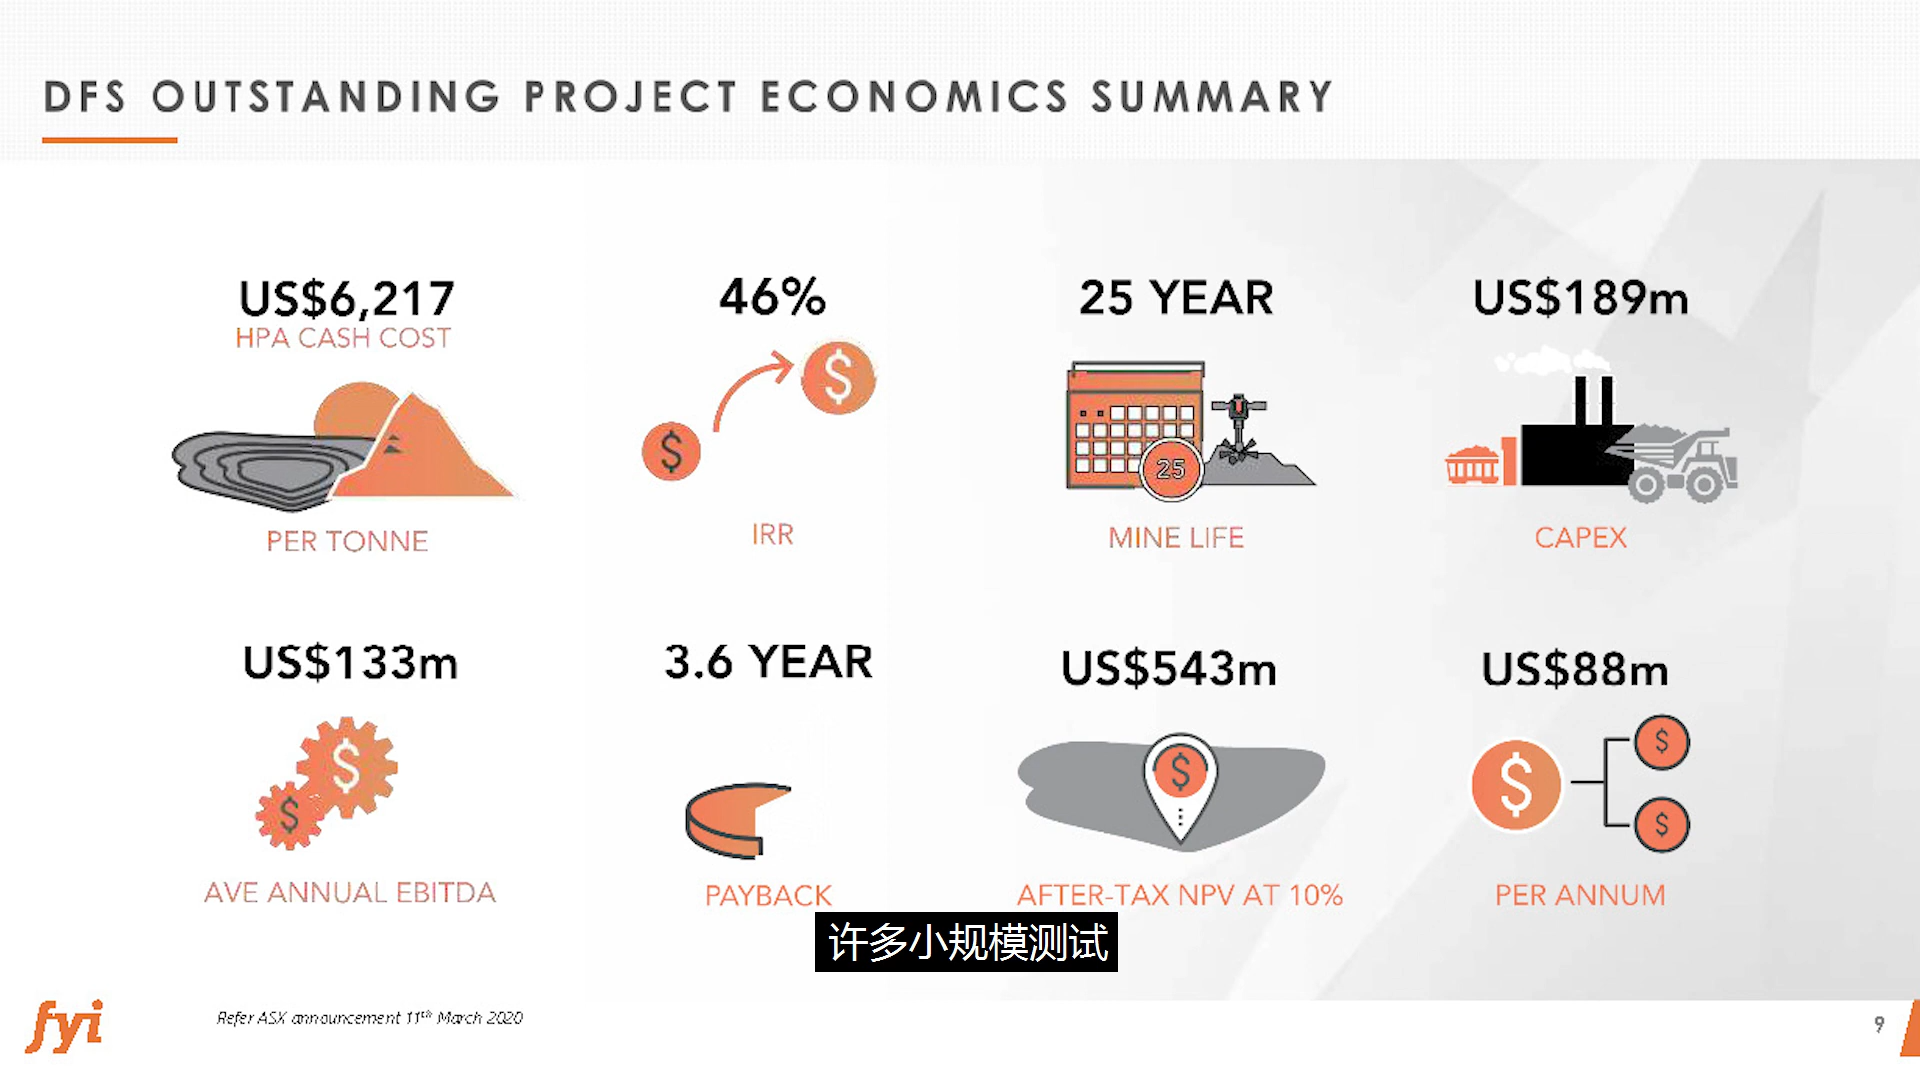 DFS OUTSTANDING PROJECT ECONOMICS SUMMARY
US$6,217
HPA CASH COST
PER TONNE
46%
$
$
IRR
25 YEAR
25
MINE LIFE
US$189m
CAPEX
US$133m
$
$
AVE ANNUAL EBITDA
3.6 YEAR
PAYBACK
US$543m
$
AFTER-TAX NPV AT 10%
US$88m
$
$
$
PER ANNUM
许多小规模测试
fyi
Refer ASX announcement 11th March 2020
9